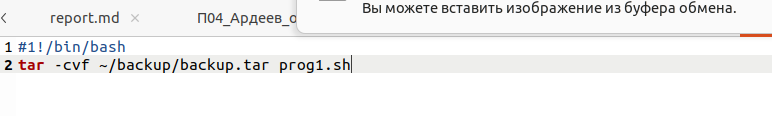 Вы можете вставить изображение из буфера обмена.
report.md
П04_Ардеев_о
1 #1!/bin/bash
2 tar -cvf ~/backup/backup.tar prog1.sh